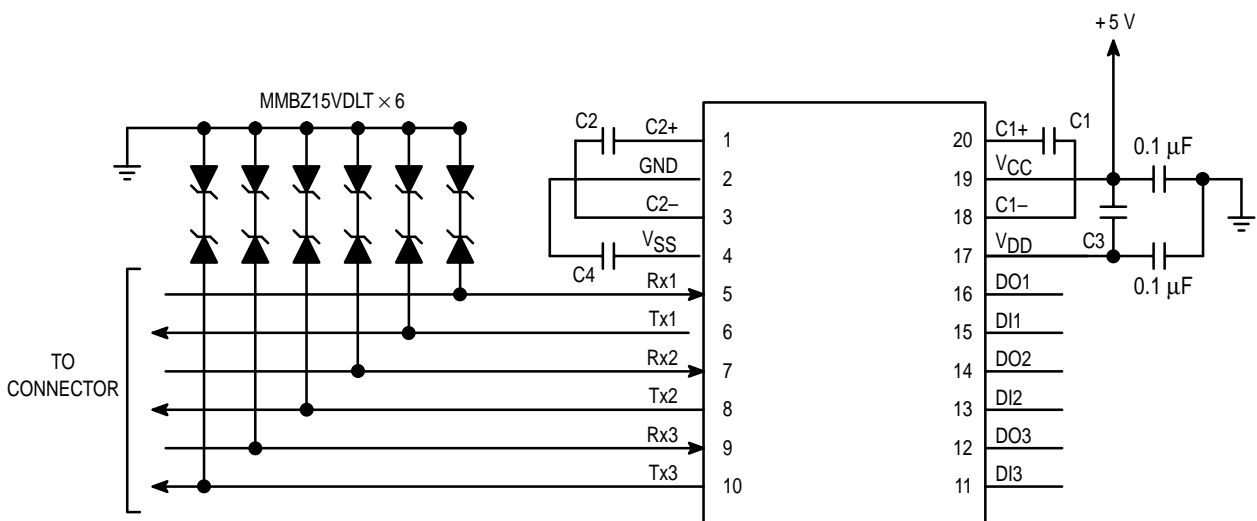 +5 V
MMBZ15VDLT × 6
C2
C2+
1
20
C1+
C1
0.1 µF
GND
2
19
VCC
C2–
3
18
C1–
VSS
4
17
VDD
C3
C4
0.1 µF
Rx1
5
16
DO1
Tx1
6
15
DI1
TO
CONNECTOR
Rx2
7
14
DO2
Tx2
8
13
DI2
Rx3
9
12
DO3
Tx3
10
11
DI3